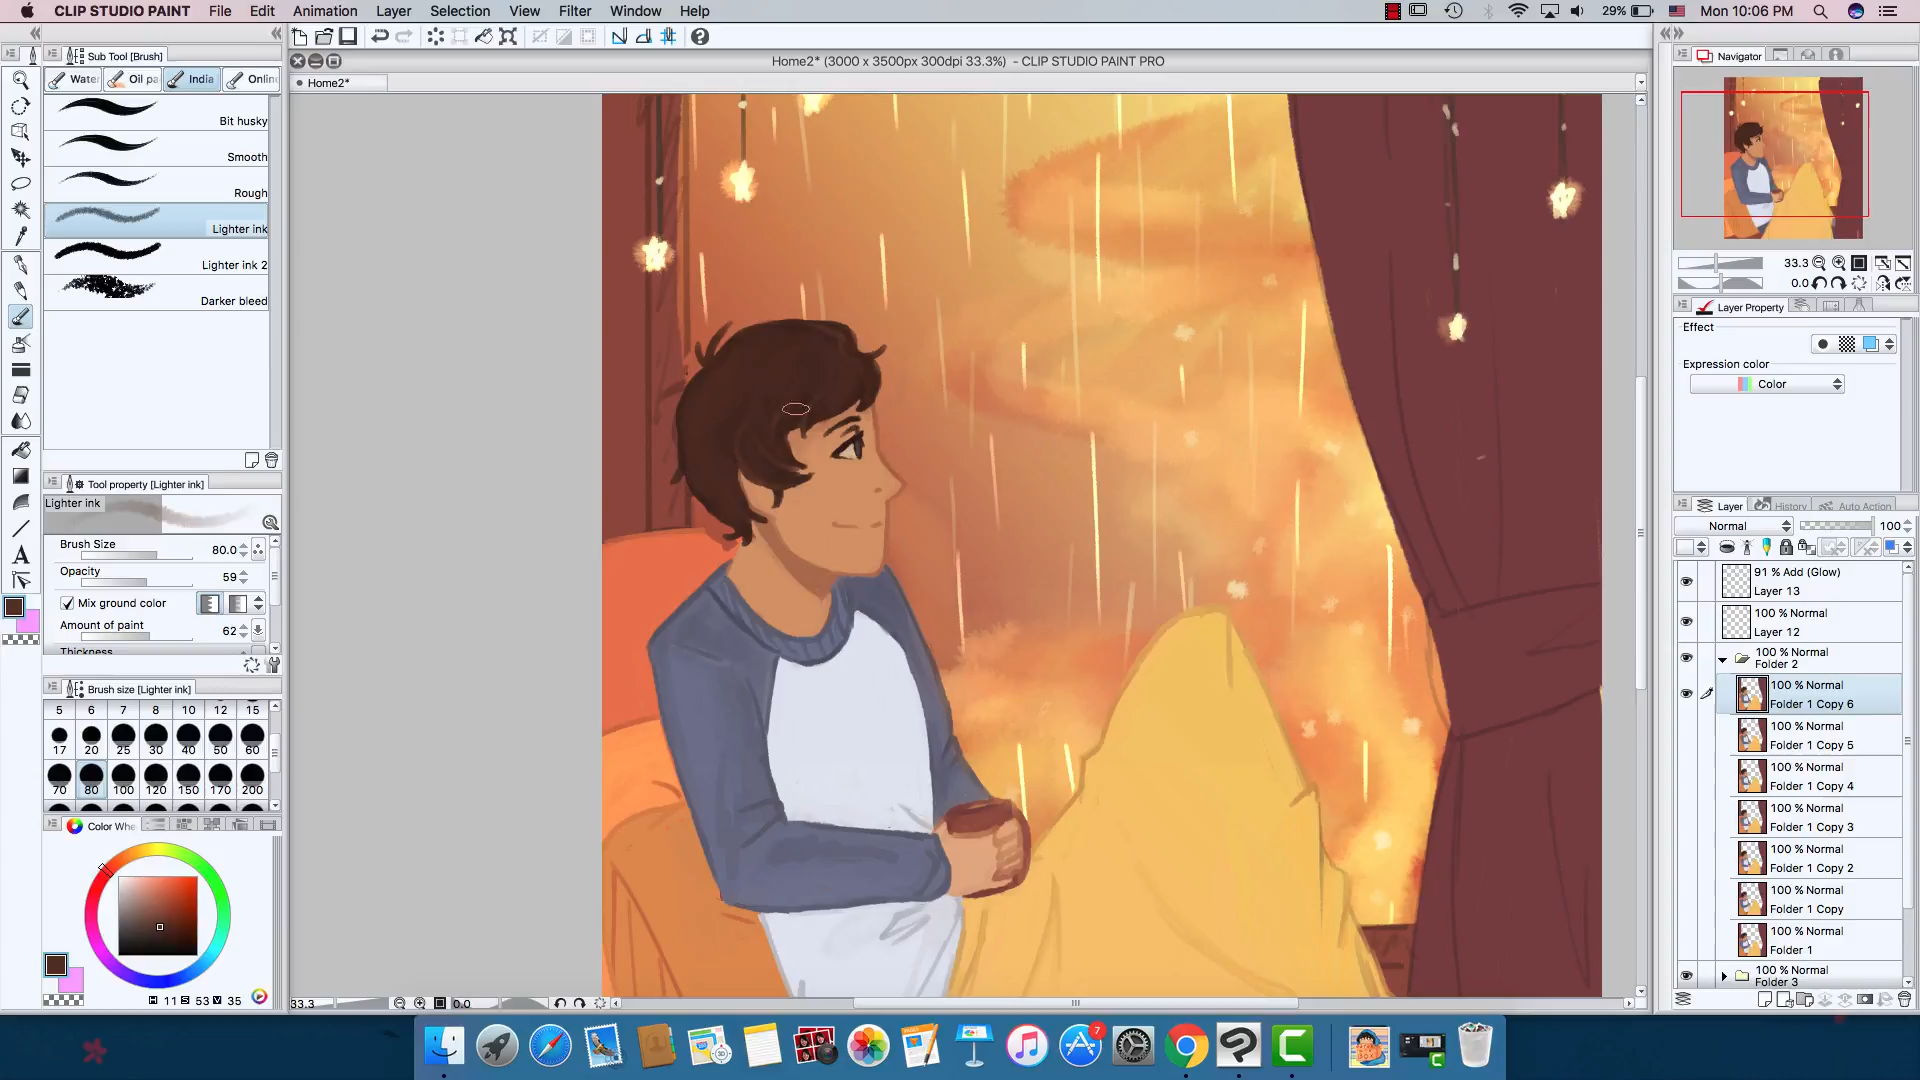 CLIP STUDIO PAINT File Edit Animation Layer Selection View Filter Window Help 29% Mon 10:06 PM
Sub Tool [Brush]
Water Oil pa India Onlin
Bit husky
Smooth
Rough
Lighter ink
Lighter ink 2
Darker bleed
Tool property [Lighter ink]
Lighter ink
Brush Size 80.0
Opacity 59
Mix ground color
Amount of paint 62
Thickness
Brush size [Lighter ink]
5 6 7 8 10 12 15
17 20 25 30 40 50 60
70 80 100 120 150 170 200
Color Whe
H 11 S 53 V 35
Home2* (3000 x 3500px 300dpi 33.3%) - CLIP STUDIO PAINT PRO
Home2*
33.3 0.0
Navigator
33.3
0.0
Layer Property
Effect
Expression color
Color
Layer History Auto Action
Normal 100
91 % Add (Glow)
Layer 13
100 % Normal
Layer 12
100 % Normal
Folder 2
100 % Normal
Folder 1 Copy 6
100 % Normal
Folder 1 Copy 5
100 % Normal
Folder 1 Copy 4
100 % Normal
Folder 1 Copy 3
100 % Normal
Folder 1 Copy 2
100 % Normal
Folder 1 Copy
100 % Normal
Folder 1
100 % Normal
Folder 3
7